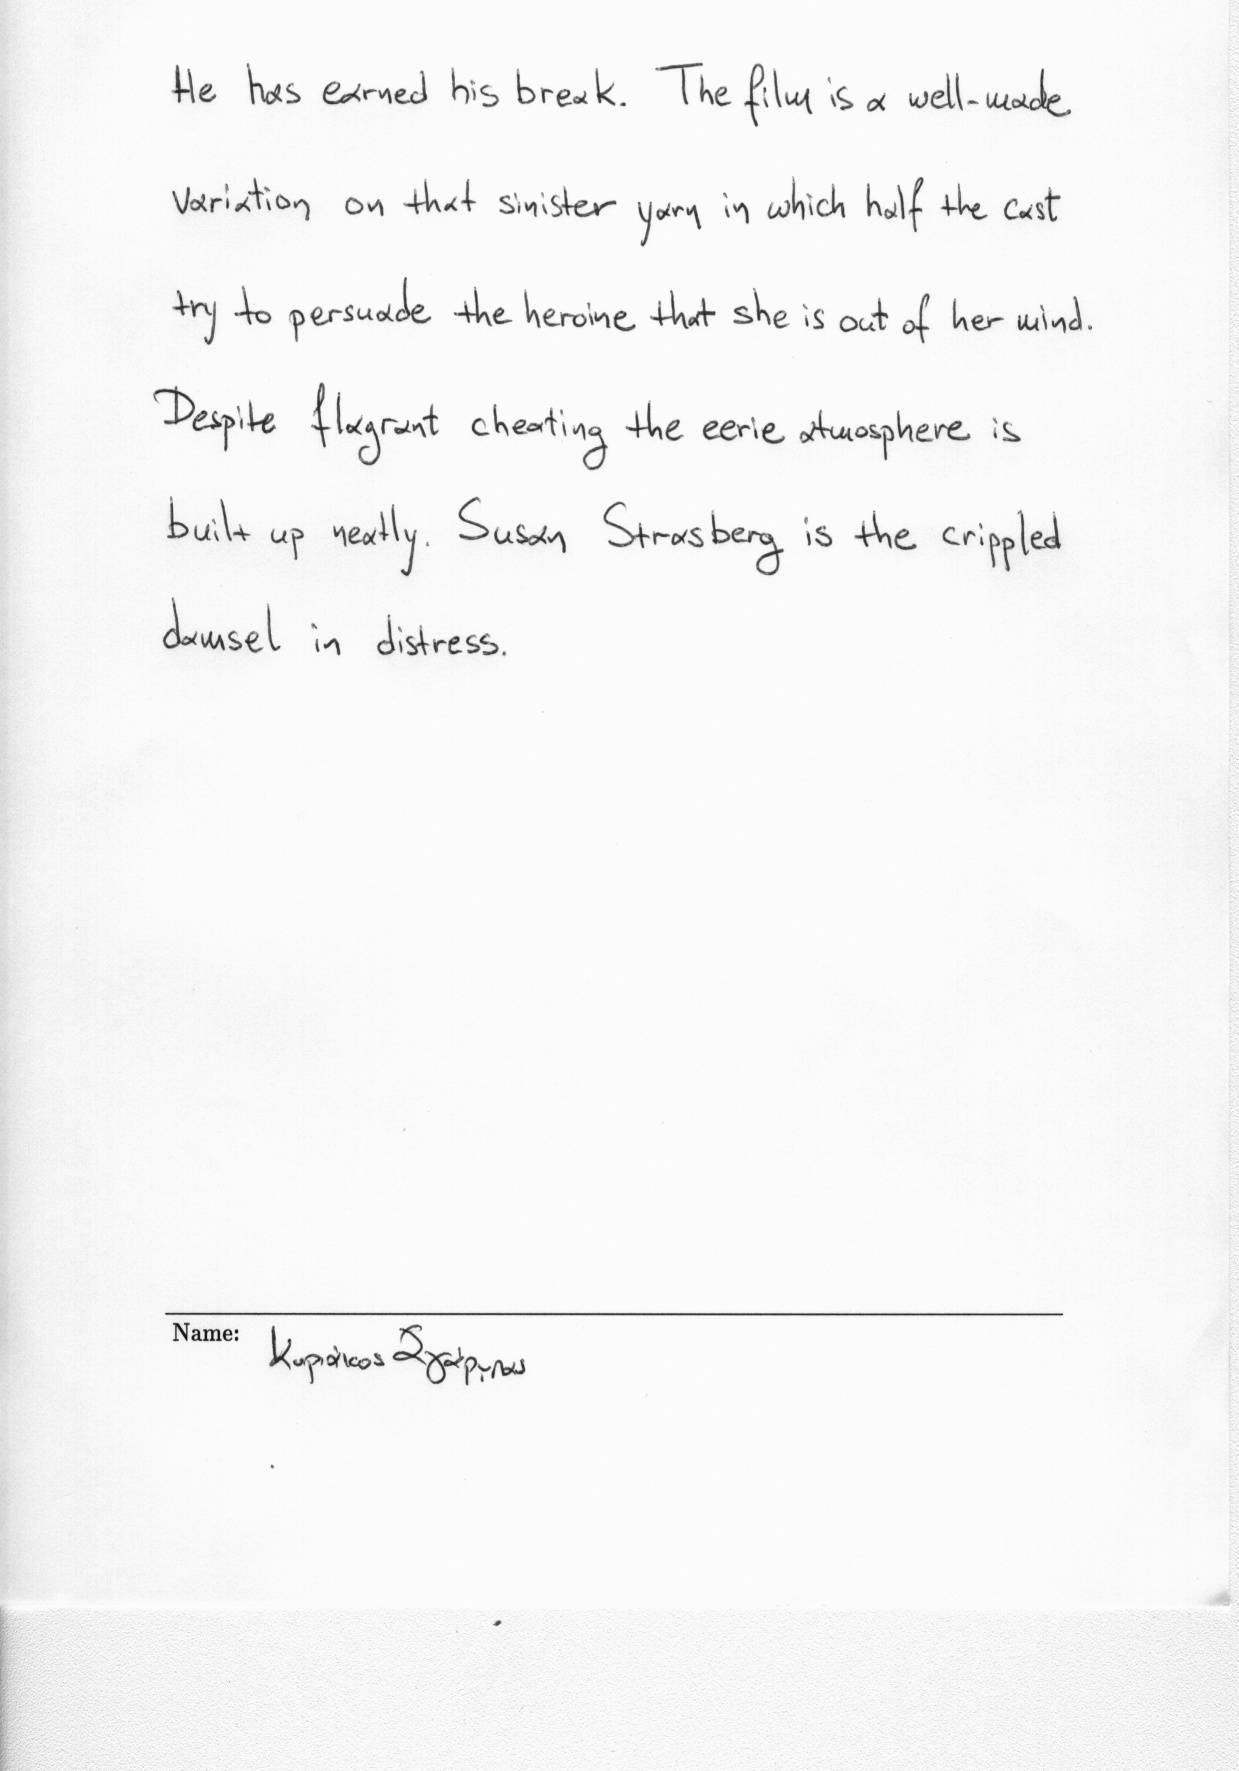 He has earned his break. The film is a well-made
variation on that sinister yarn in which half the cast
try to persuade the heroine that she is out of her mind.
Despite flagrant cheating the eerie atmosphere is
built up neatly. Susan Strasberg is the crippled
damsel in distress.
Name: